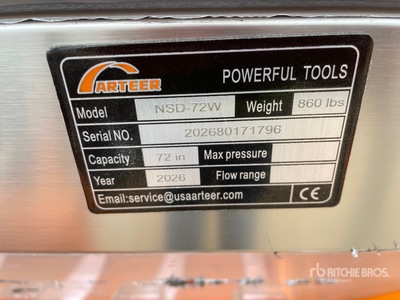 ARTEER POWERFUL TOOLS
Model NSD-72W Weight 860 lbs
Serial NO. 202680171796
Capacity 72 in Max pressure
Year 2026 Flow range
Email:service@usaarteer.com CE
rb RITCHIE BROS.